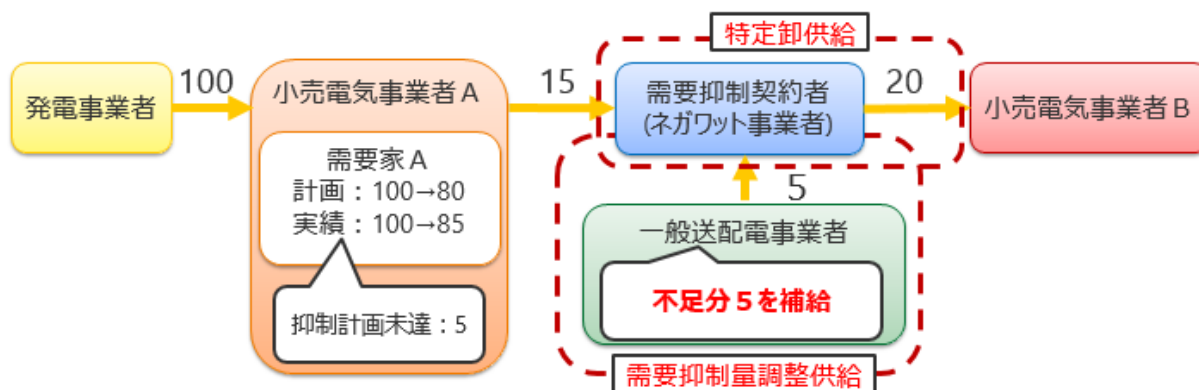 特定卸供給
発電事業者
100
小売電気事業者A
15
需要抑制契約者
(ネガワット事業者)
20
小売電気事業者B
需要家A
計画：100→80
実績：100→85
抑制計画未達：5
5
一般送配電事業者
不足分5を補給
需要抑制量調整供給